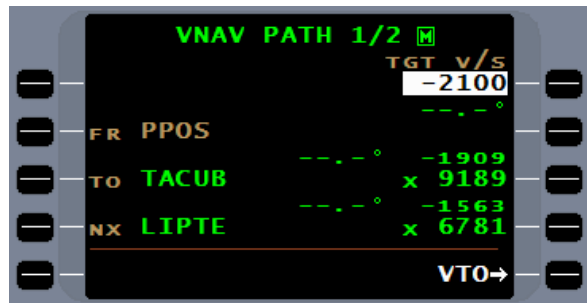 VNAV PATH 1/2 M
TGT V/S
-2100
--.-°
FR PPOS
--.-° -1909
TO TACUB x 9189
--.-° -1563
NX LIPTE x 6781
VTO→